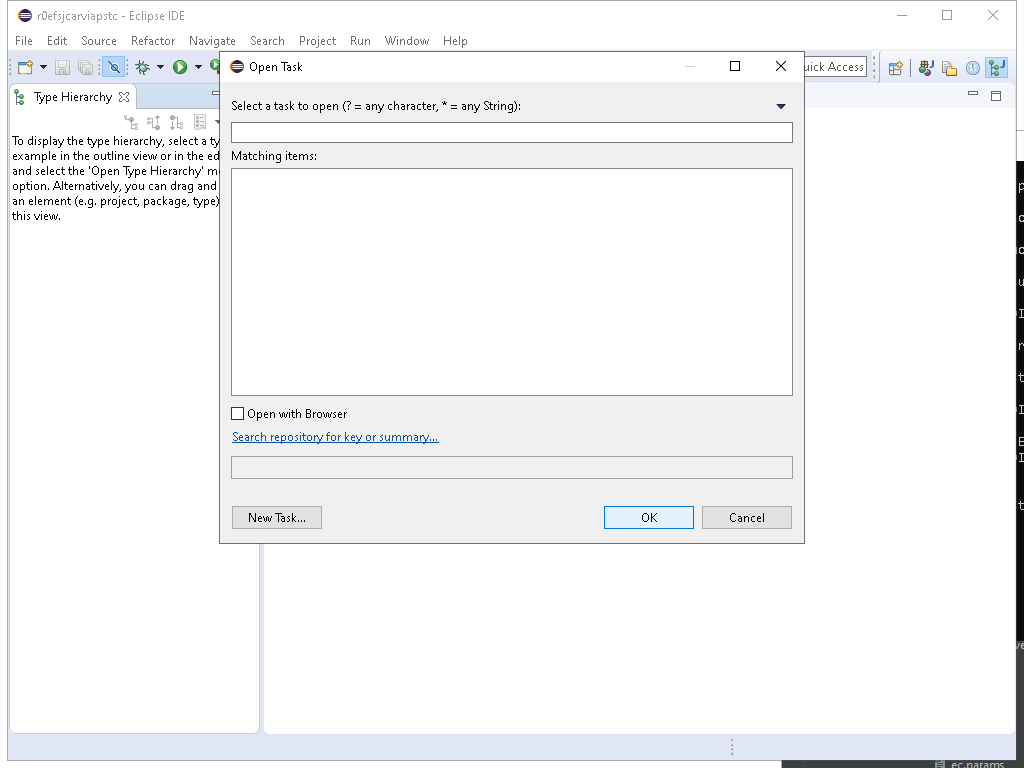 r0efsjcarviapstc - Eclipse IDE
File Edit Source Refactor Navigate Search Project Run Window Help
Open Task
Quick Access
Type Hierarchy
To display the type hierarchy, select a ty
example in the outline view or in the ed
and select the 'Open Type Hierarchy' m
option. Alternatively, you can drag and
an element (e.g. project, package, type)
this view.
Select a task to open (? = any character, * = any String):
Matching items:
Open with Browser
Search repository for key or summary...
New Task...
OK
Cancel
ec.params